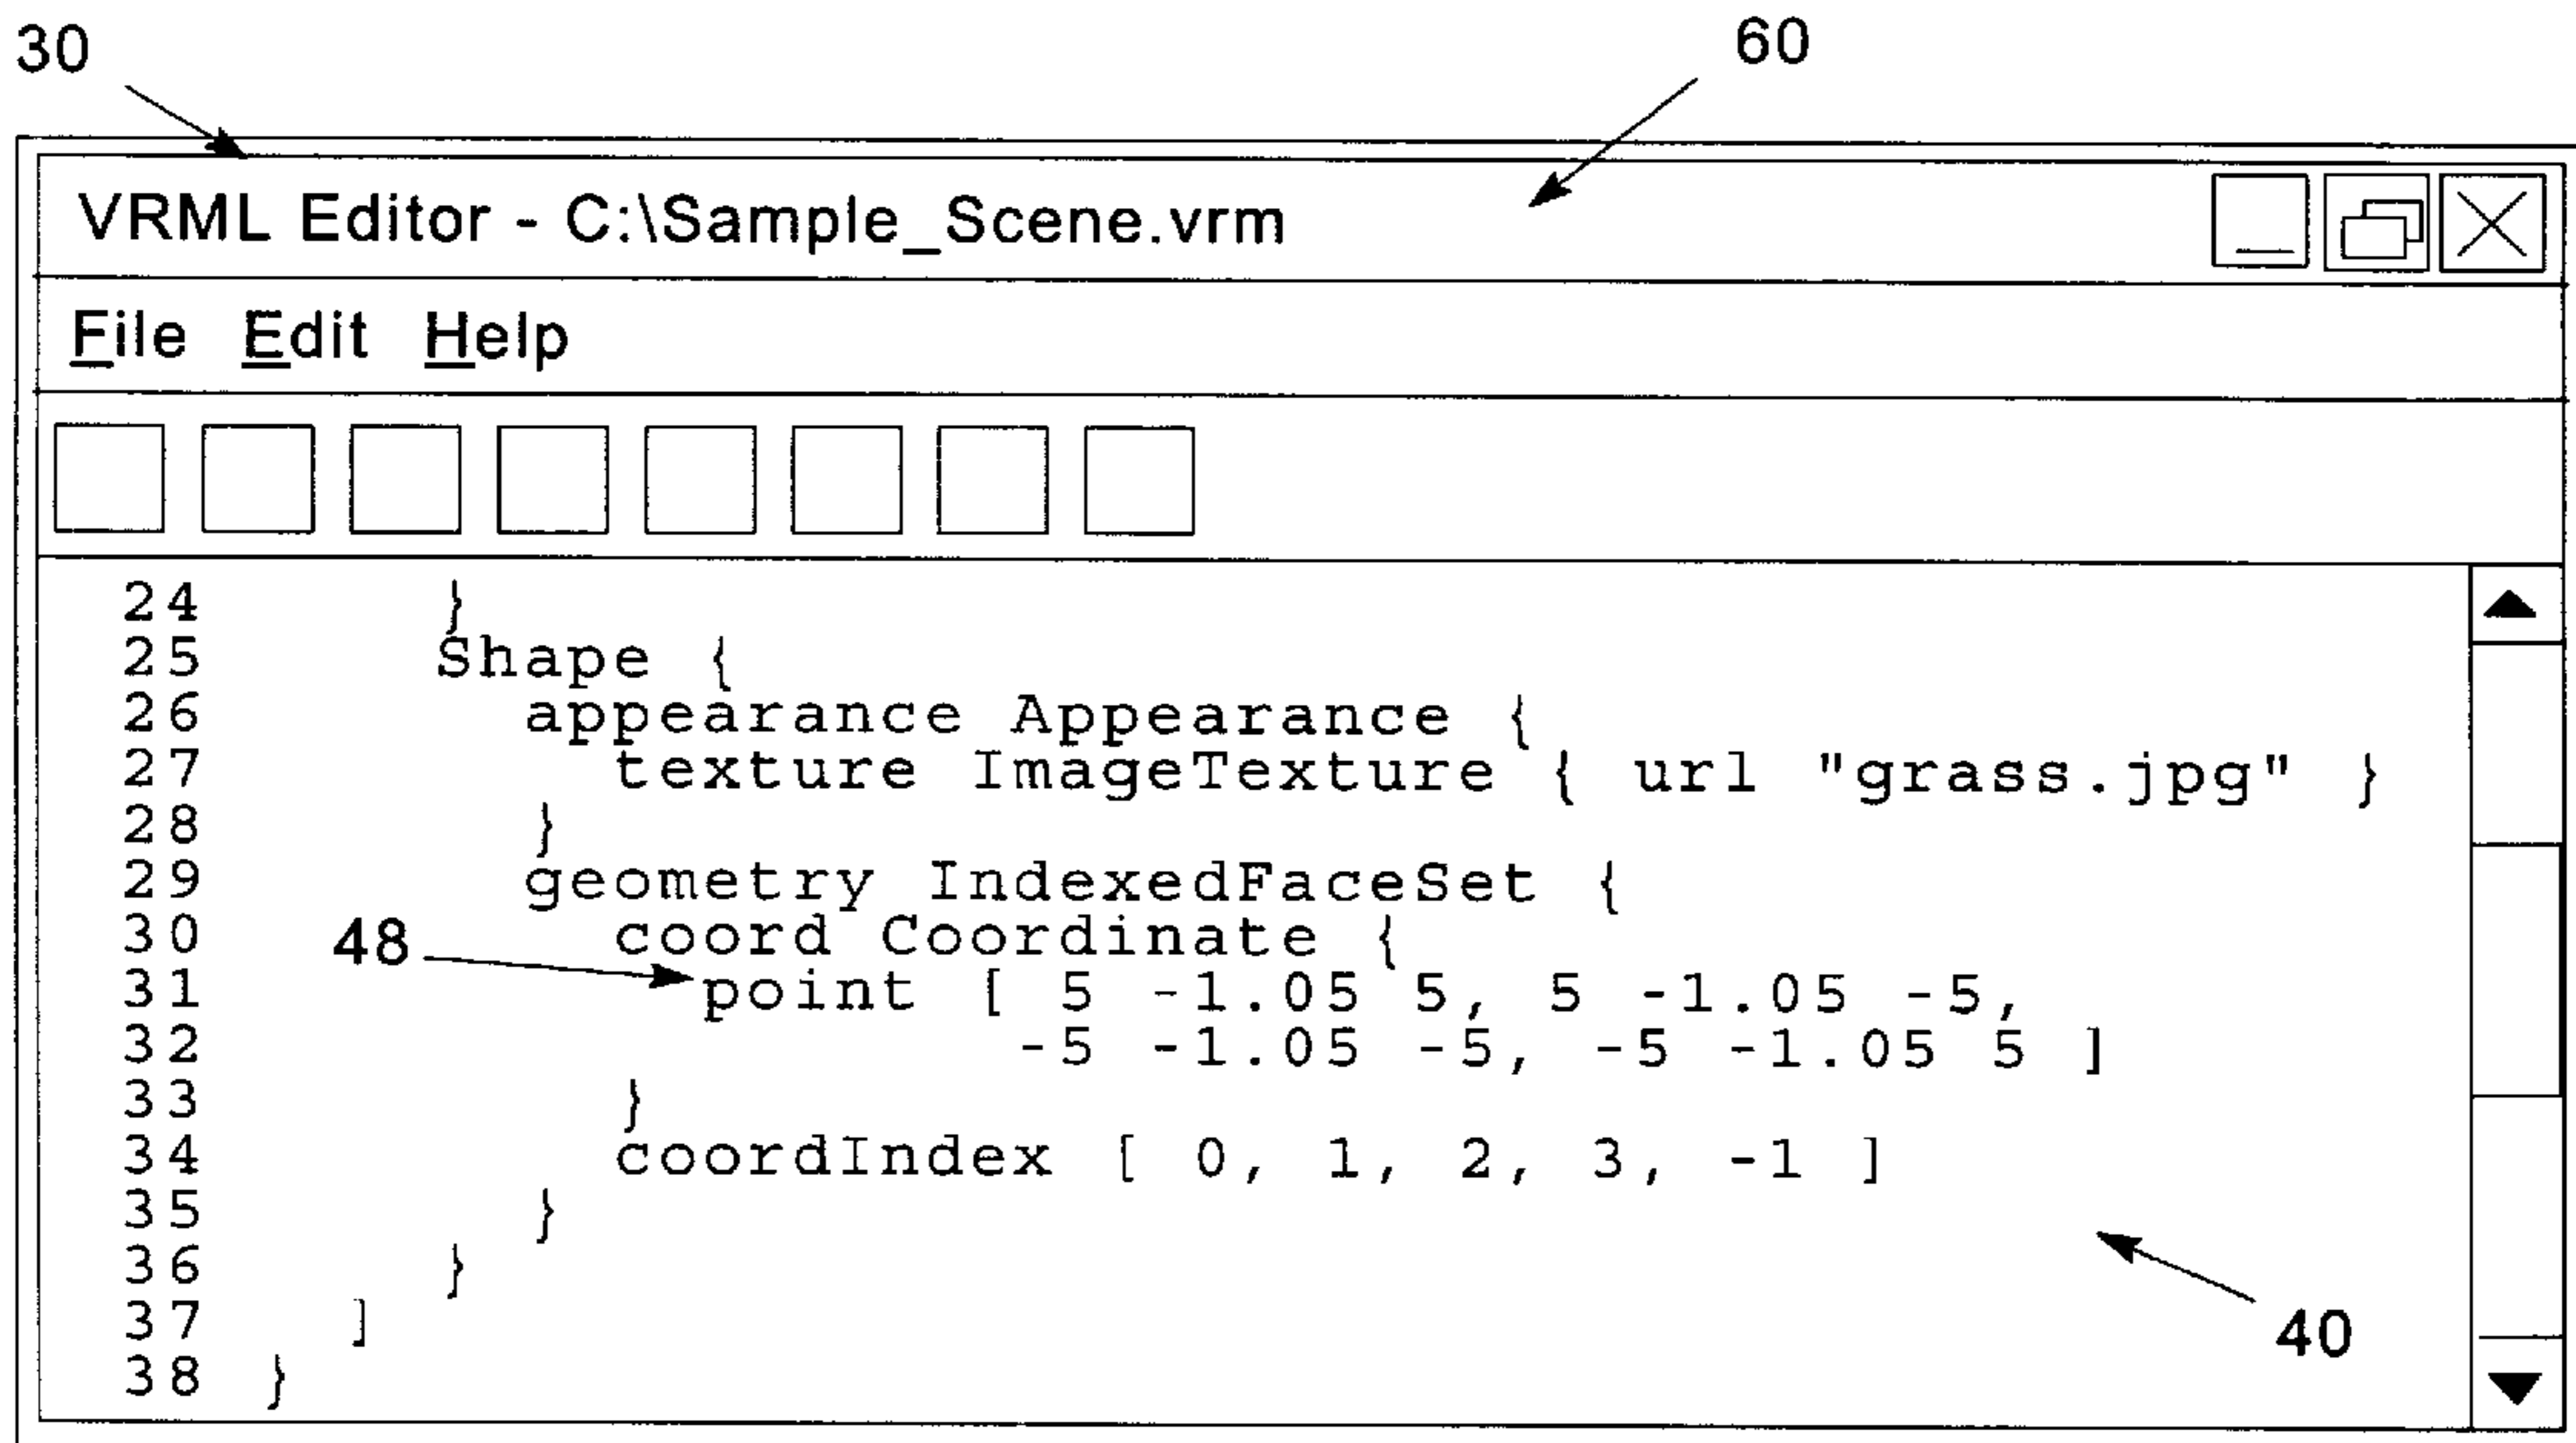 30 60
VRML Editor - C:\Sample_Scene.vrm
File Edit Help
24 }
25 Shape {
26 appearance Appearance {
27 texture ImageTexture { url "grass.jpg" }
28 }
29 geometry IndexedFaceSet {
30 coord Coordinate {
48
31 point [ 5 -1.05 5, 5 -1.05 -5,
32 -5 -1.05 -5, -5 -1.05 5 ]
33 }
34 coordIndex [ 0, 1, 2, 3, -1 ]
35 }
36 }
37 ]
40
38 }